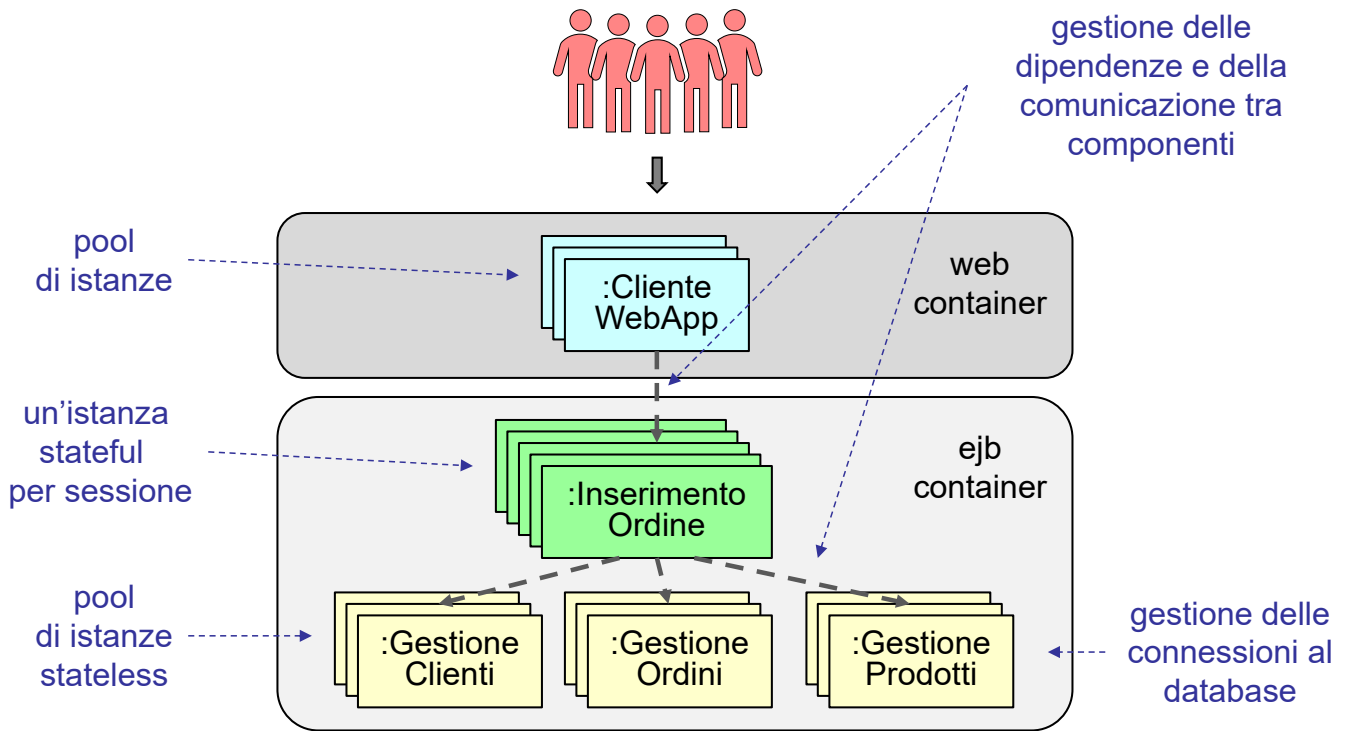 gestione delle
dipendenze e della
comunicazione tra
componenti
pool
di istanze
:Cliente
WebApp
web
container
un’istanza
stateful
per sessione
:Inserimento
Ordine
ejb
container
pool
di istanze
stateless
:Gestione
Clienti
:Gestione
Ordini
:Gestione
Prodotti
gestione delle
connessioni al
database